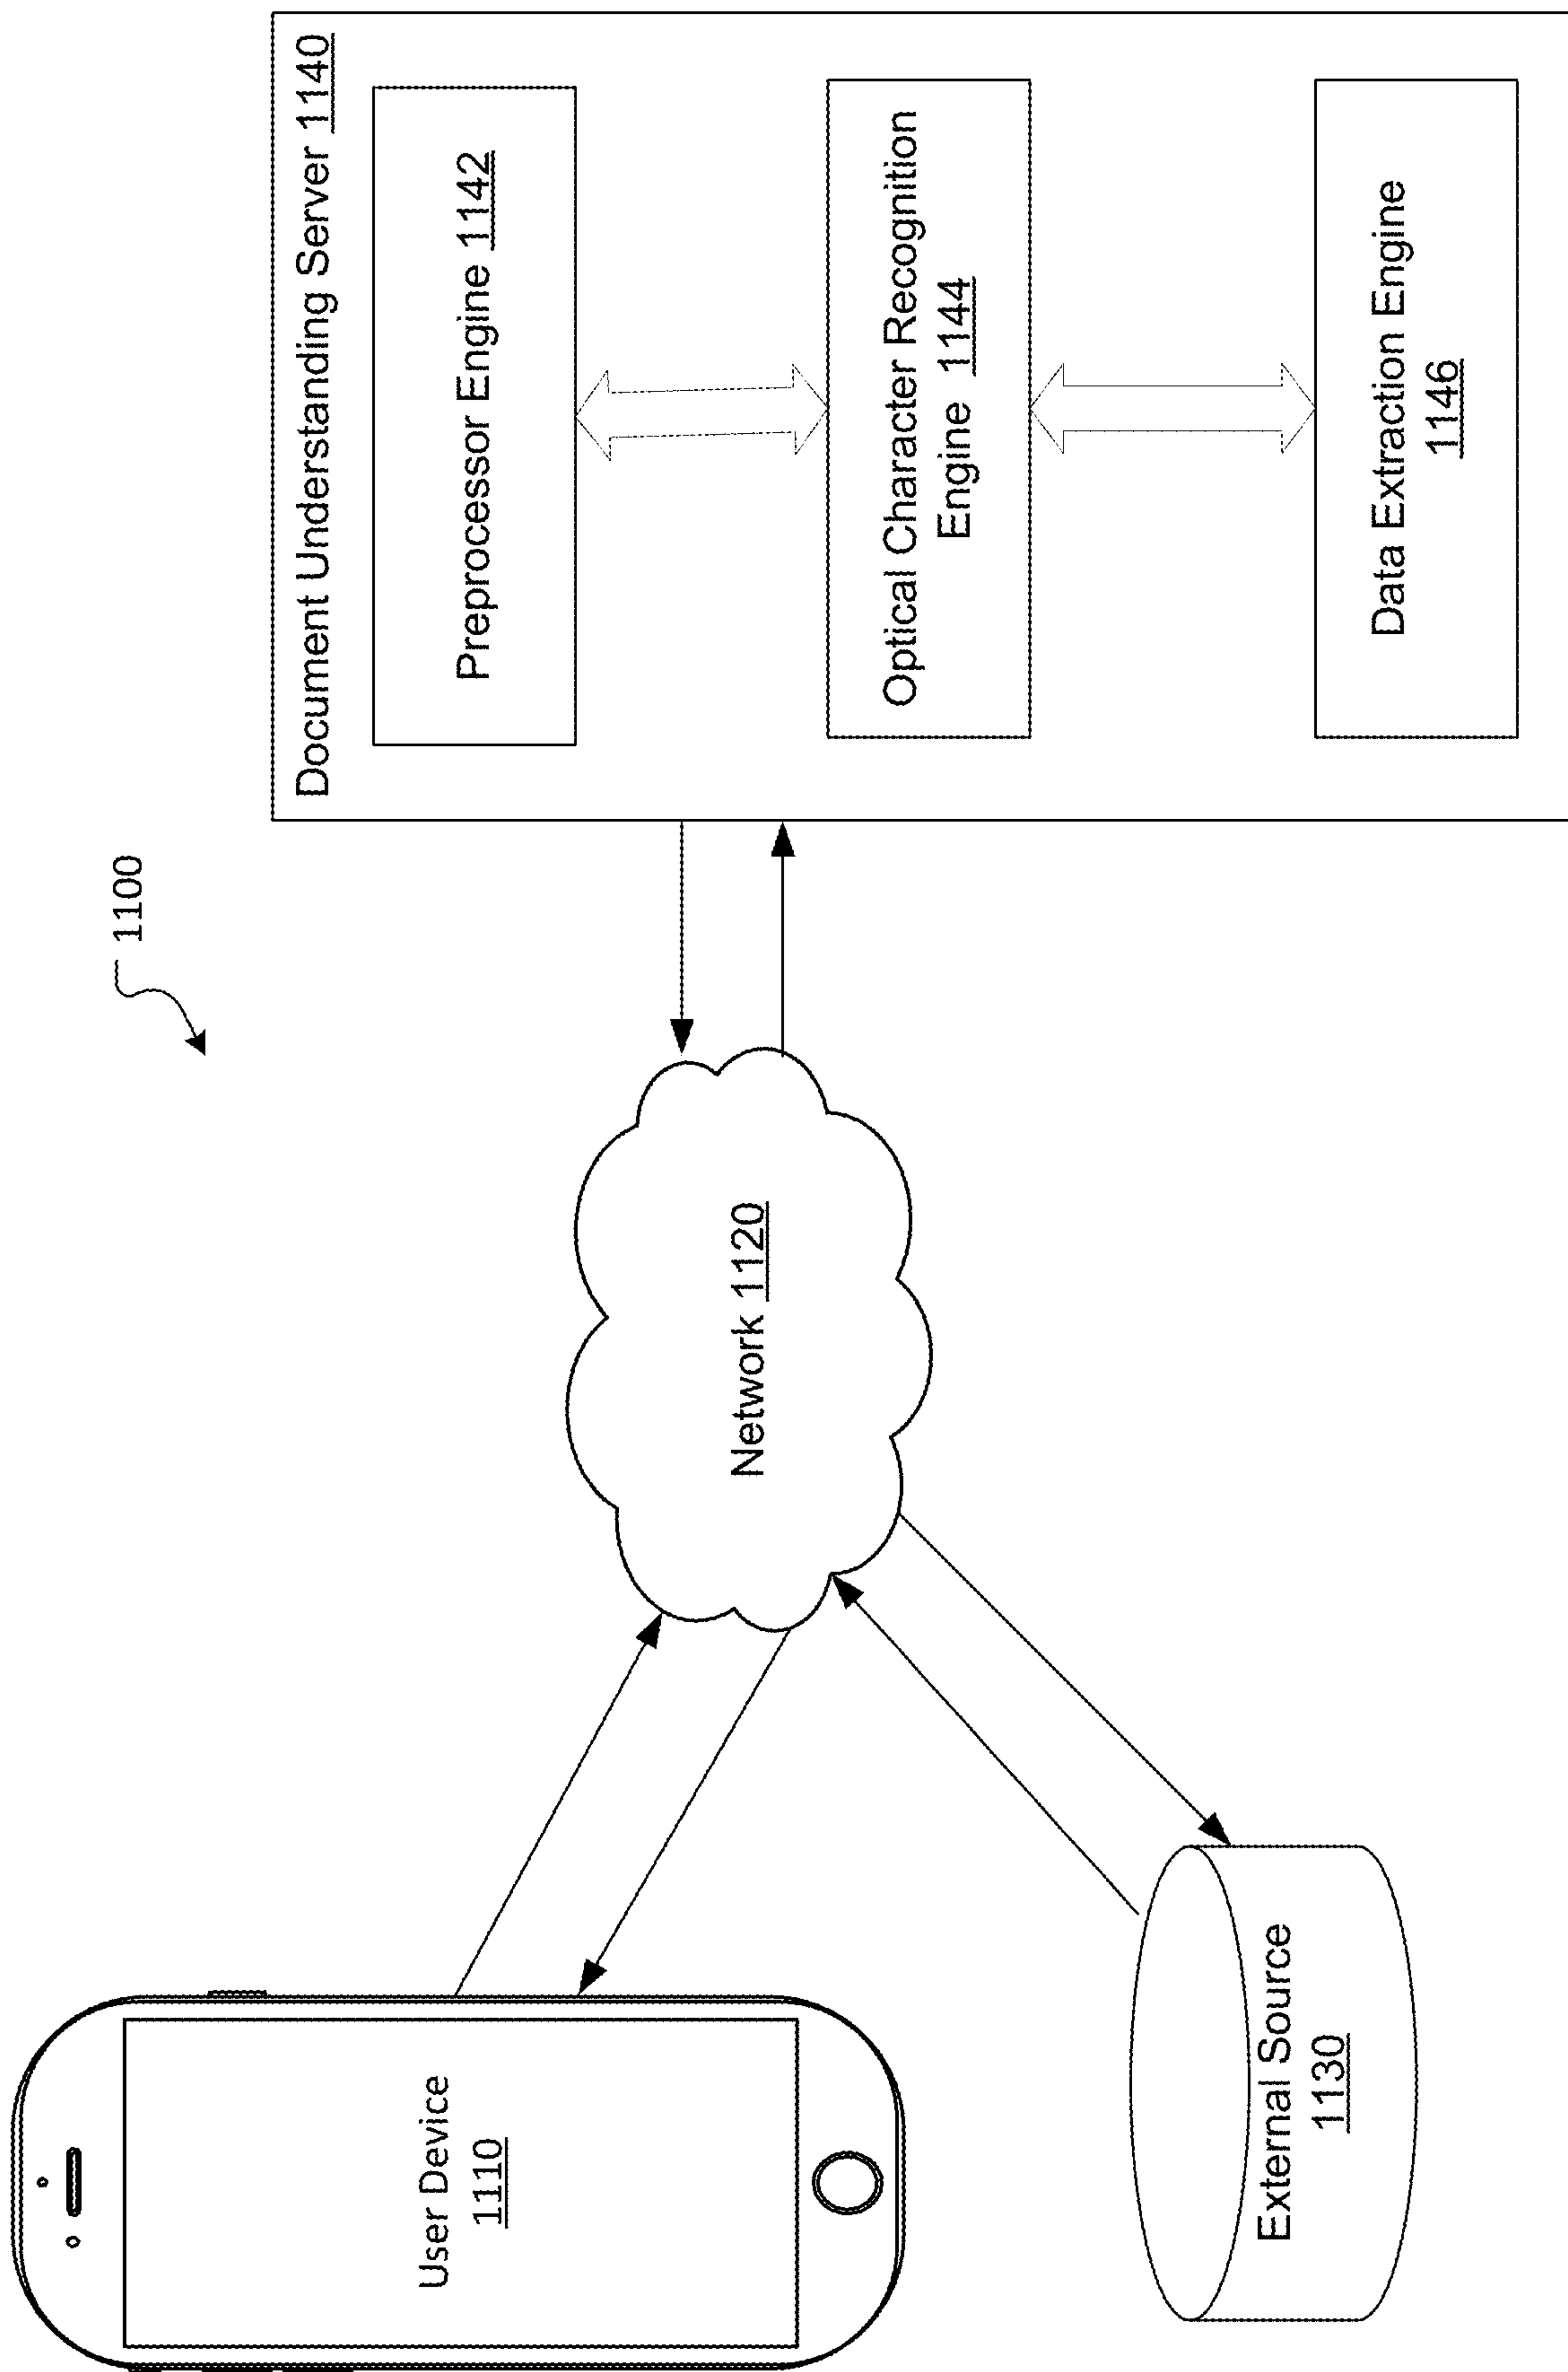 1100
User Device
1110
Network 1120
External Source
1130
Document Understanding Server 1140
Preprocessor Engine 1142
Optical Character Recognition
Engine 1144
Data Extraction Engine
1146